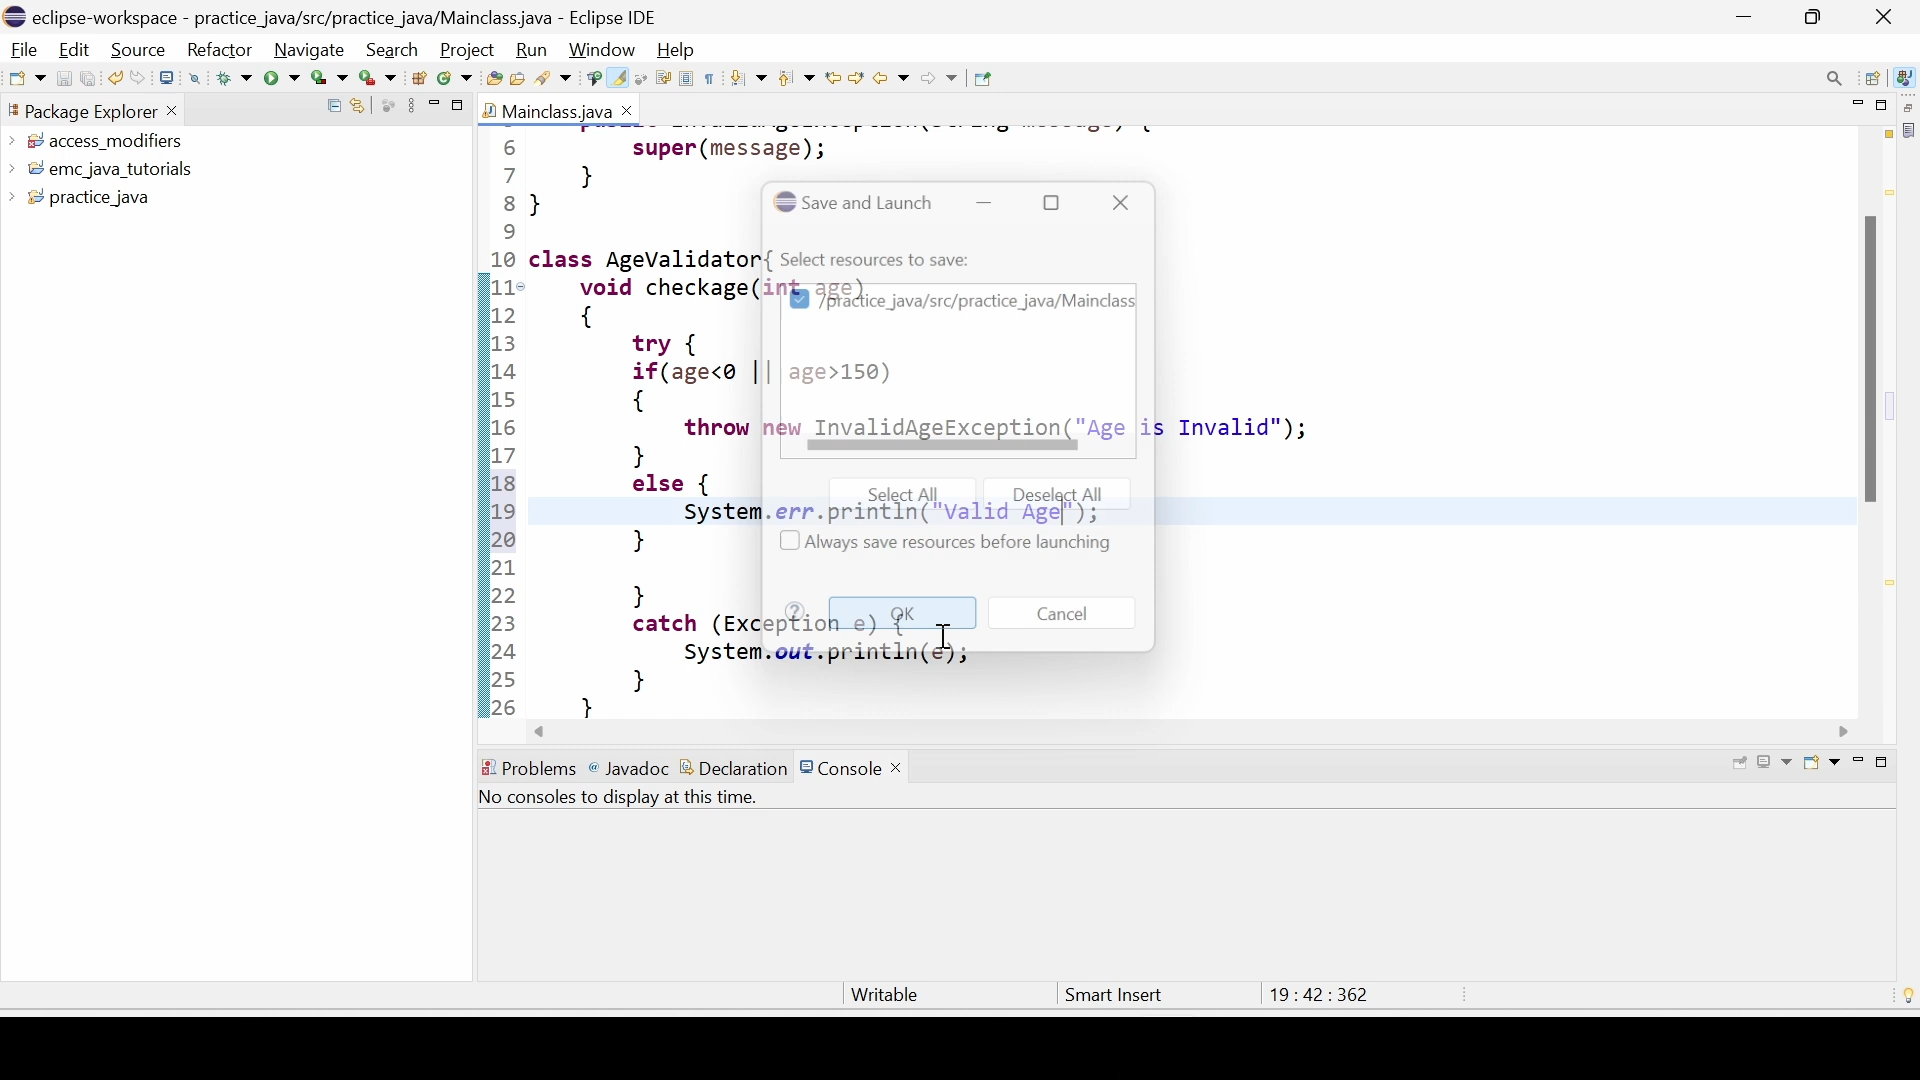 eclipse-workspace - practice_java/src/practice_java/Mainclass.java - Eclipse IDE
File Edit Source Refactor Navigate Search Project Run Window Help
Package Explorer
Mainclass.java
access_modifiers
emc_java_tutorials
practice_java
6 super(message);
7 }
8 }
9
10 class AgeValidator{
11 void checkage(int age)
12 {
13 try {
14 if(age<0 || age>150)
15 {
16 throw new InvalidAgeException("Age is Invalid");
17 }
18 else {
19 System.err.println("Valid Age");
20 }
21
22 }
23 catch (Exception e) {
24 System.out.println(e);
25 }
26 }
Save and Launch
Select resources to save:
/practice_java/src/practice_java/Mainclass
Select All Deselect All
Always save resources before launching
OK Cancel
Problems Javadoc Declaration Console
No consoles to display at this time.
Writable Smart Insert 19 : 42 : 362